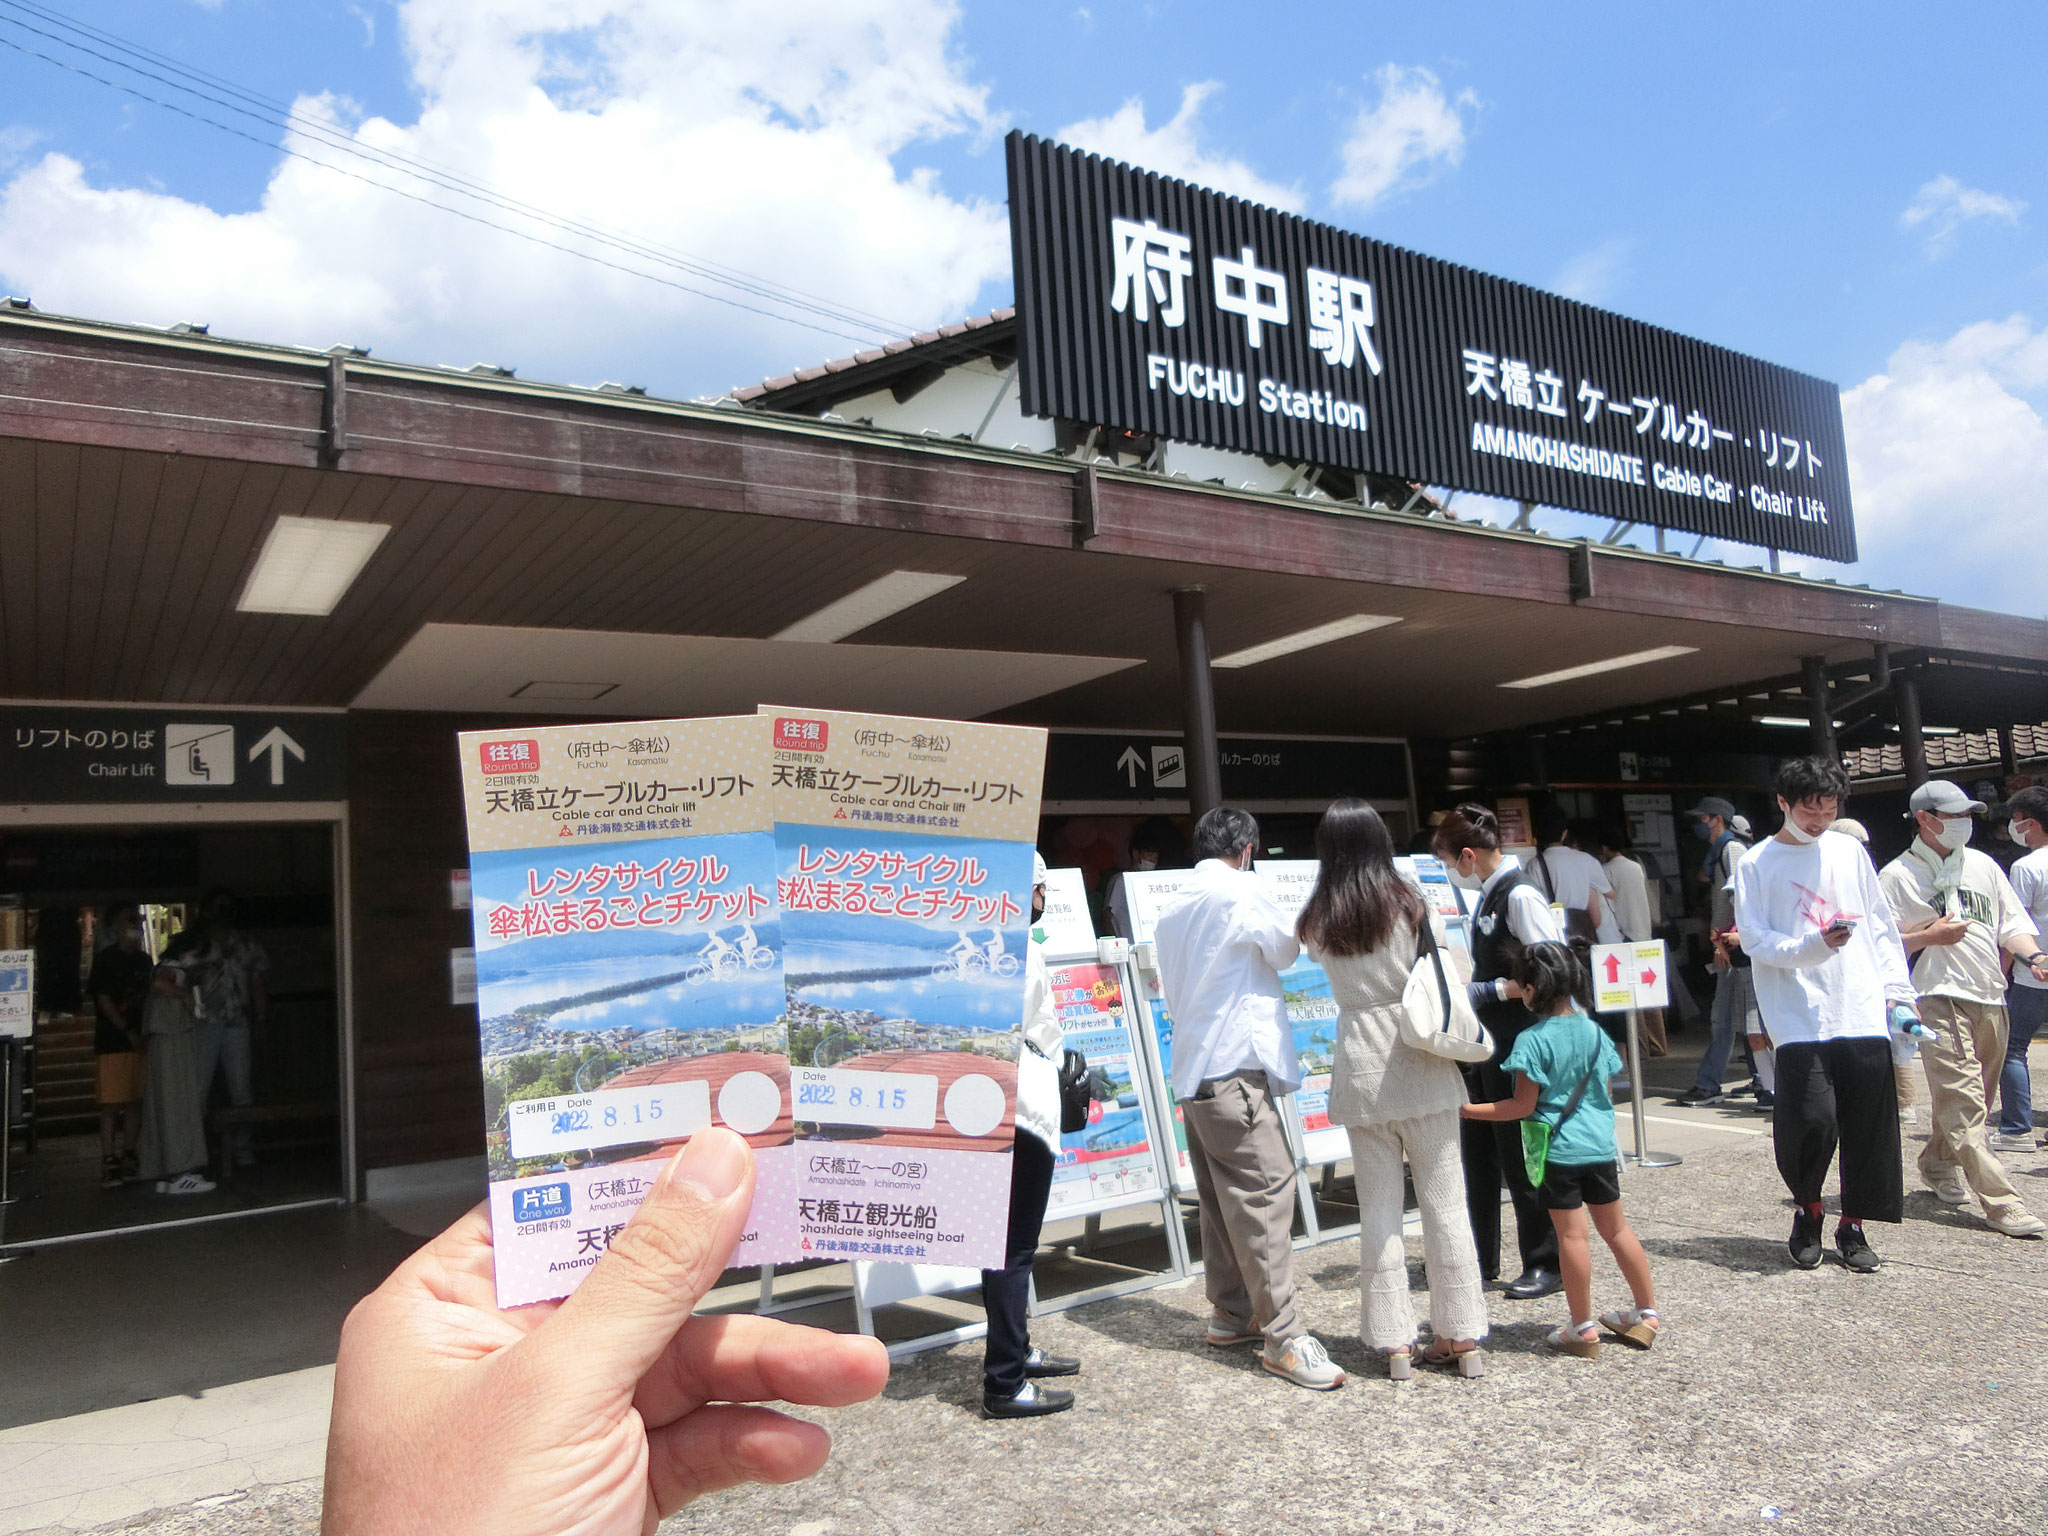 府中駅
FUCHU Station
天橋立 ケーブルカー・リフト
AMANOHASHIDATE Cable Car・Chair Lift
リフトのりば
Chair Lift
ブルカーのりば
往復
Round trip
(府中～傘松)
Fuchu Kasamatsu
2日間有効
天橋立ケーブルカー・リフト
Cable car and Chair lift
丹後海陸交通株式会社
レンタサイクル
傘松まるごとチケット
ご利用日 Date
2022. 8.15
片道
One way
(天橋立～
2日間有効
天橋
Amanoh
oat
往復
Round trip
(府中～傘松)
Fuchu Kasamatsu
2日間有効
天橋立ケーブルカー・リフト
Cable car and Chair lift
丹後海陸交通株式会社
レンタサイクル
傘松まるごとチケット
Date
2022. 8.15
(天橋立～一の宮)
Amanohashidate Ichinomiya
天橋立観光船
ohashidate sightseeing boat
丹後海陸交通株式会社